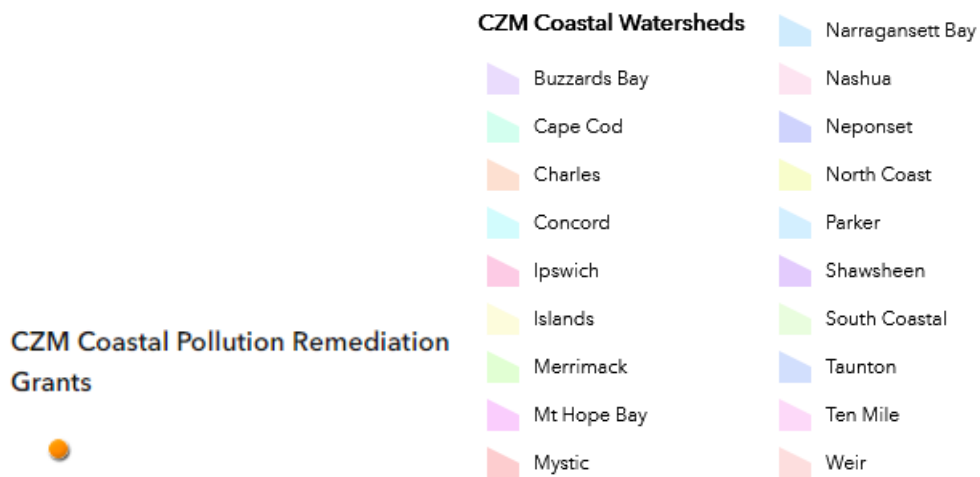 CZM Coastal Pollution Remediation
Grants
CZM Coastal Watersheds
Buzzards Bay
Cape Cod
Charles
Concord
Ipswich
Islands
Merrimack
Mt Hope Bay
Mystic
Narragansett Bay
Nashua
Neponset
North Coast
Parker
Shawsheen
South Coastal
Taunton
Ten Mile
Weir